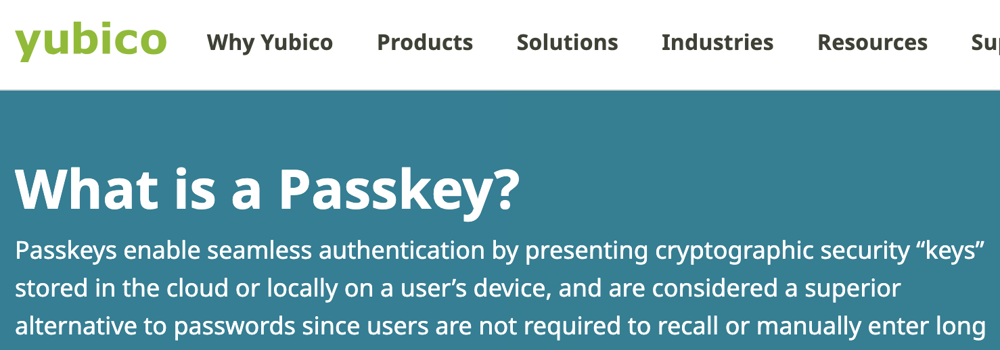 yubico Why Yubico Products Solutions Industries Resources
What is a Passkey?
Passkeys enable seamless authentication by presenting cryptographic security “keys”
stored in the cloud or locally on a user’s device, and are considered a superior
alternative to passwords since users are not required to recall or manually enter long